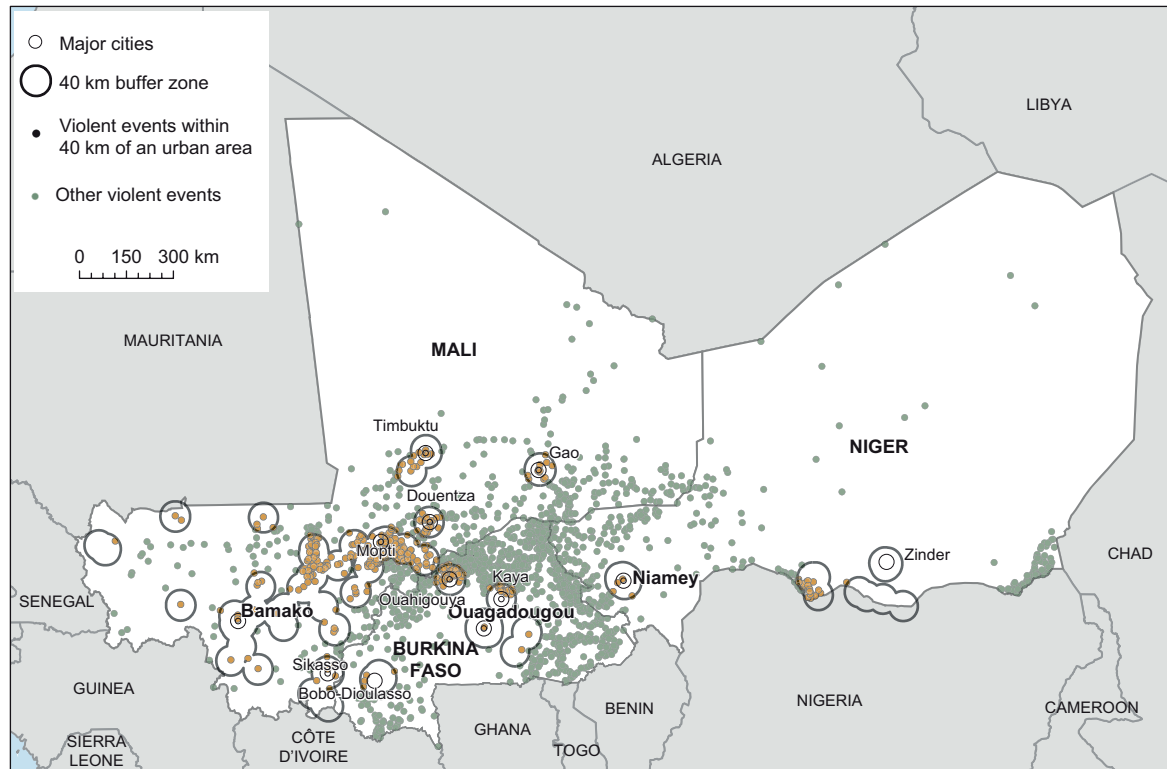 Major cities
40 km buffer zone
Violent events within
40 km of an urban area
Other violent events
0 150 300 km
LIBYA
ALGERIA
MAURITANIA
MALI
Timbuktu
Gao
NIGER
Douentza
Mopti
Zinder
CHAD
Kaya
Niamey
SENEGAL
Bamako
Ouahigouya
Ouagadougou
BURKINA
FASO
Sikasso
Bobo-Dioulasso
GUINEA
BENIN
NIGERIA
CAMEROON
SIERRA
LEONE
CÔTE
D'IVOIRE
GHANA
TOGO